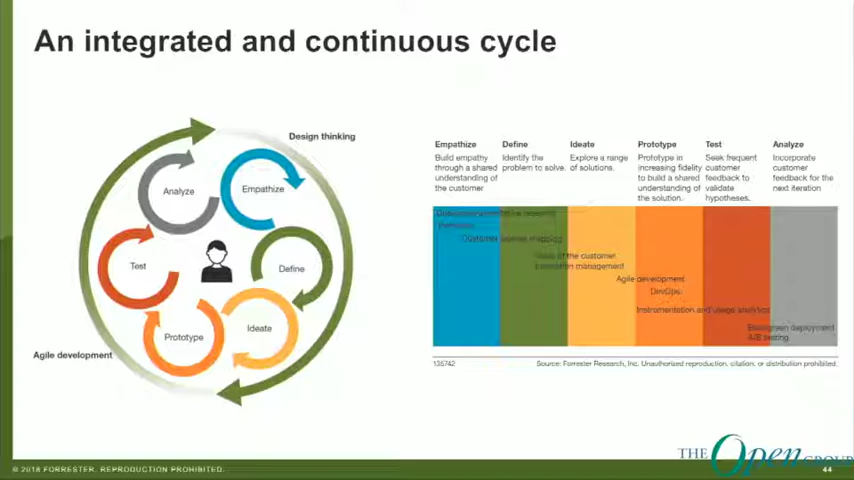 An integrated and continuous cycle
Design thinking
Analyze
Empathize
Test
Define
Prototype
Ideate
Agile development
Empathize
Build empathy
through a shared
understanding of
the customer
Define
Identify the
problem to solve.
Ideate
Explore a range
of solutions.
Prototype
Prototype in
increasing fidelity
to build a shared
understanding of
the solution.
Test
Seek frequent
customer
feedback to
validate
hypotheses.
Analyze
Incorporate
customer
feedback for the
next iteration
research
Customer journey mapping
of the customer
management
Agile development
DevOps
Instrumentation and usage analytics
deployment
A/B testing
135742
Source: Forrester Research, Inc. Unauthorized reproduction, citation, or distribution prohibited.
© 2018 FORRESTER. REPRODUCTION PROHIBITED.
THE Open GROUP
44